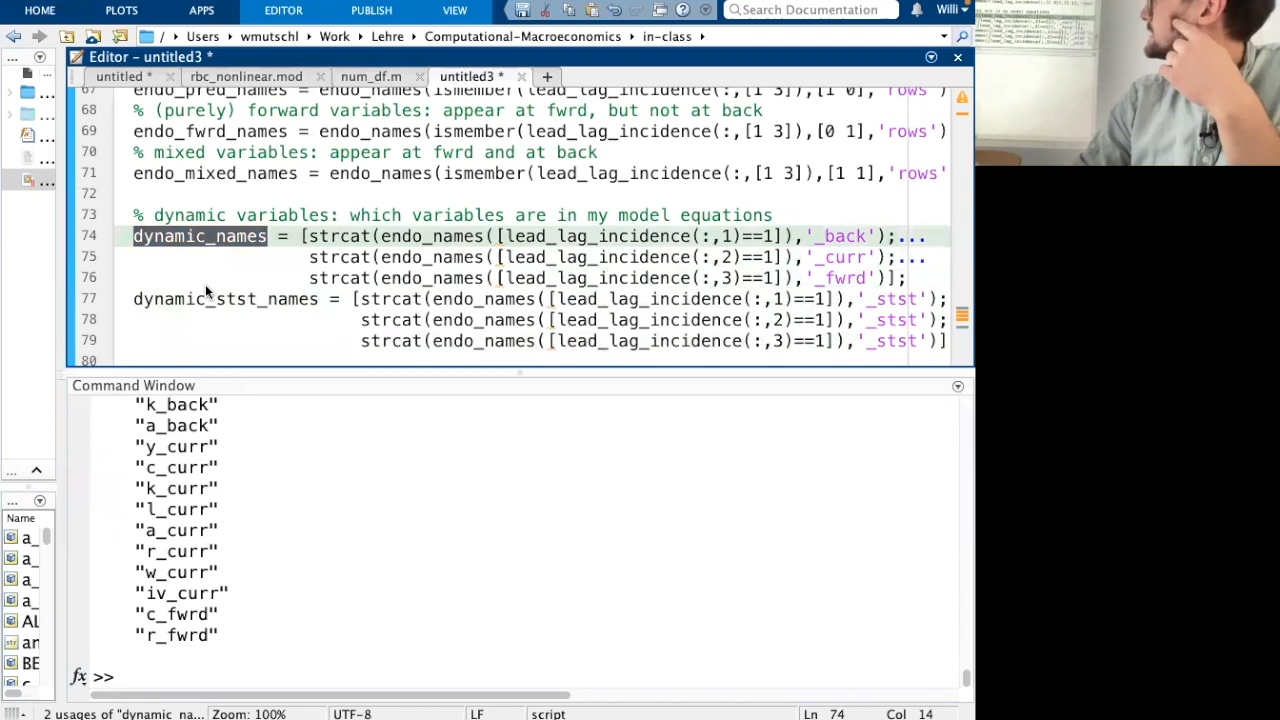 HOME PLOTS APPS EDITOR PUBLISH VIEW Search Documentation Willi
Users wmutschl Computational-Macroeconomics in-class
Editor - untitled3 *
untitled * untitled3 *
67 endo_pred_names = endo_names(ismember(lead_lag_incidence(:,[1 3]),[1 0],'rows')
68 % (purely) forward variables: appear at fwrd, but not at back
69 endo_fwrd_names = endo_names(ismember(lead_lag_incidence(:,[1 3]),[0 1],'rows')
70 % mixed variables: appear at fwrd and at back
71 endo_mixed_names = endo_names(ismember(lead_lag_incidence(:,[1 3]),[1 1],'rows'
72
73 % dynamic variables: which variables are in my model equations
74 dynamic_names = [strcat(endo_names([lead_lag_incidence(:,1)==1]),'_back');...
75 strcat(endo_names([lead_lag_incidence(:,2)==1]),'_curr');...
76 strcat(endo_names([lead_lag_incidence(:,3)==1]),'_fwrd')];
77 dynamic_stst_names = [strcat(endo_names([lead_lag_incidence(:,1)==1]),'_stst');
78 strcat(endo_names([lead_lag_incidence(:,2)==1]),'_stst');
79 strcat(endo_names([lead_lag_incidence(:,3)==1]),'_stst')]
80
Command Window
"k_back"
"a_back"
"y_curr"
"c_curr"
"k_curr"
"l_curr"
"a_curr"
"r_curr"
"w_curr"
"iv_curr"
"c_fwrd"
"r_fwrd"
fx >>
Name
a_
a_
a_
a_
AL
an
BE
2 usages of "dynamic_na... Zoom: 100% UTF-8 LF script Ln 74 Col 14